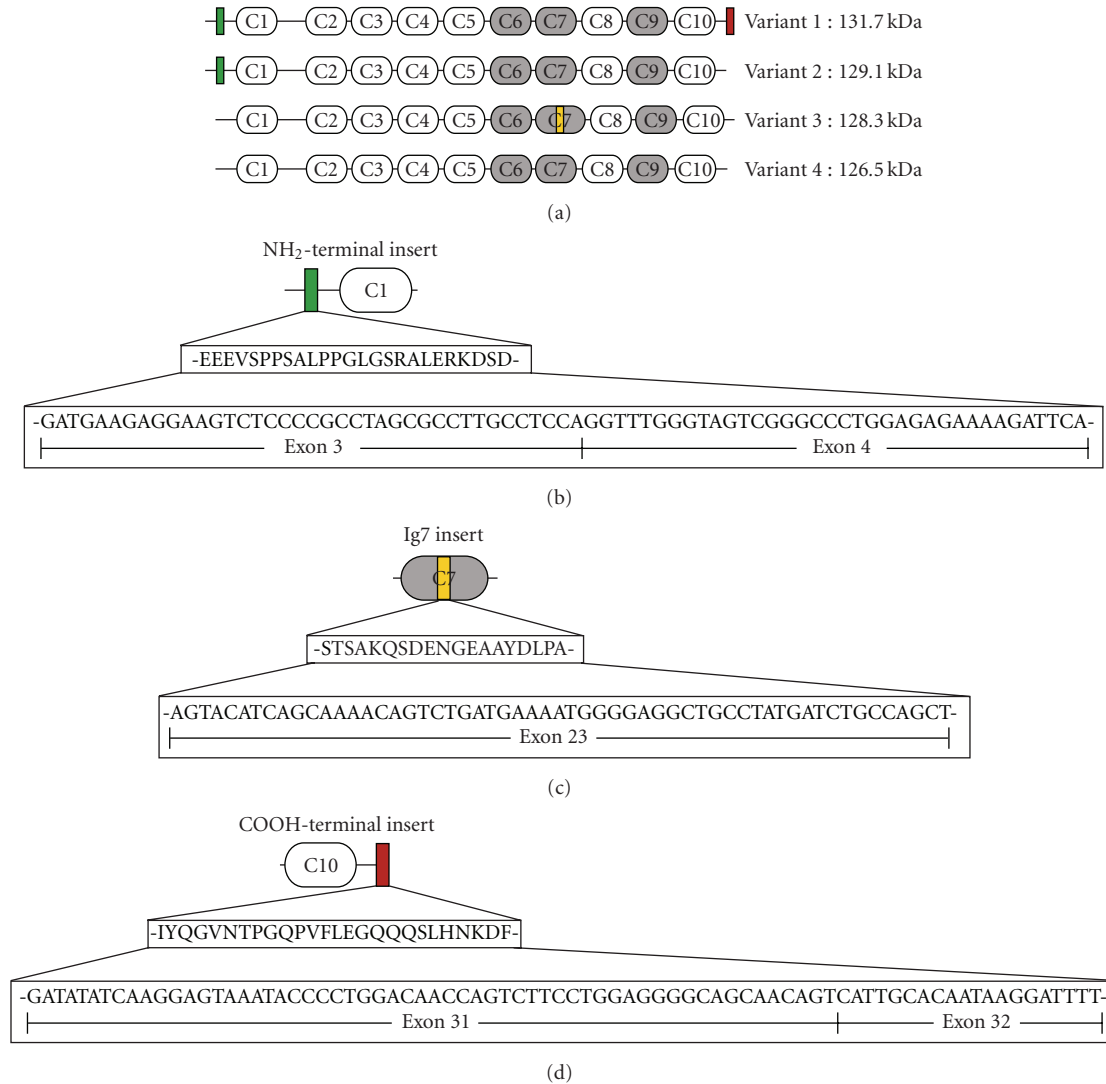 C1 C2 C3 C4 C5 C6 C7 C8 C9 C10 Variant 1 : 131.7 kDa
C1 C2 C3 C4 C5 C6 C7 C8 C9 C10 Variant 2 : 129.1 kDa
C1 C2 C3 C4 C5 C6 C7 C8 C9 C10 Variant 3 : 128.3 kDa
C1 C2 C3 C4 C5 C6 C7 C8 C9 C10 Variant 4 : 126.5 kDa
(a)
NH2-terminal insert
C1
-EEEVSPPSALPPGLGSRALERKDSD-
-GATGAAGAGGAAGTCTCCCCGCCTAGCGCCTTGCCTCCAGGTTTGGGTAGTCGGGCCCTGGAGAGAAAAGATTCA-
Exon 3 Exon 4
(b)
Ig7 insert
C7
-STSAKQSDENGEAAYDLPA-
-AGTACATCAGCAAAACAGTCTGATGAAAATGGGGAGGCTGCCTATGATCTGCCAGCT-
Exon 23
(c)
COOH-terminal insert
C10
-IYQGVNTPGQPVFLEGQQQSLHNKDF-
-GATATATCAAGGAGTAAATACCCCTGGACAACCAGTCTTCCTGGAGGGGCAGCAACAGTCATTGCACAATAAGGATTTT-
Exon 31 Exon 32
(d)